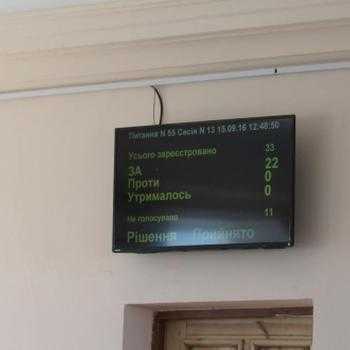 Питання N 55 Сесія N 13 15.09.16 12:48:50
Усього зареєстровано 33
ЗА 22
Проти 0
Утрималось 0
Не голосувало 11
Рішення Прийнято